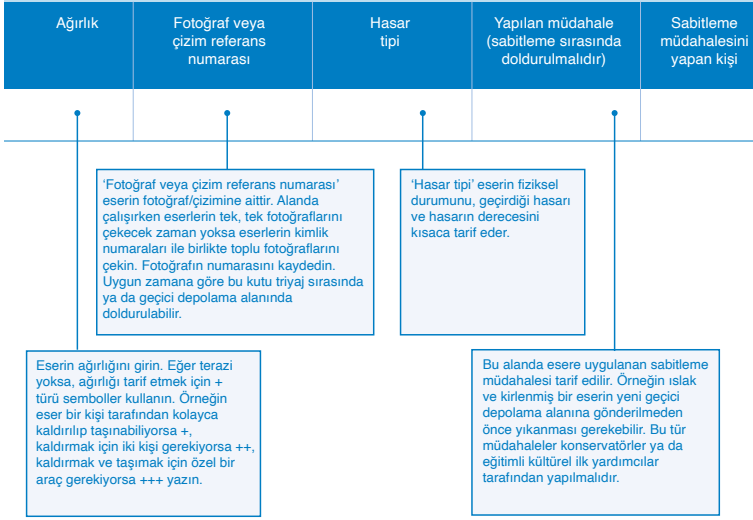 Ağırlık
Fotoğraf veya
çizim referans
numarası
Hasar
tipi
Yapılan müdahale
(sabitleme sırasında
doldurulmalıdır)
Sabitleme
müdahalesini
yapan kişi
‘Fotoğraf veya çizim referans numarası’
eserin fotoğraf/çizimine aittir. Alanda
çalışırken eserlerin tek, tek fotoğraflarını
çekecek zaman yoksa eserlerin kimlik
numaraları ile birlikte toplu fotoğraflarını
çekin. Fotoğrafın numarasını kaydedin.
Uygun zamana göre bu kutu triyaj sırasında
ya da geçici depolama alanında
doldurulabilir.
‘Hasar tipi’ eserin fiziksel
durumunu, geçirdiği hasarı
ve hasarın derecesini
kısaca tarif eder.
Eserin ağırlığını girin. Eğer terazi
yoksa, ağırlığı tarif etmek için +
türü semboller kullanın. Örneğin
eser bir kişi tarafından kolayca
kaldırılıp taşınabiliyorsa +,
kaldırmak için iki kişi gerekiyorsa ++,
kaldırmak ve taşımak için özel bir
araç gerekiyorsa +++ yazın.
Bu alanda esere uygulanan sabitleme
müdahalesi tarif edilir. Örneğin ıslak
ve kirlenmiş bir eserin yeni geçici
depolama alanına gönderilmeden
önce yıkanması gerekebilir. Bu tür
müdahaleler konservatörler ya da
eğitimli kültürel ilk yardımcılar
tarafından yapılmalıdır.